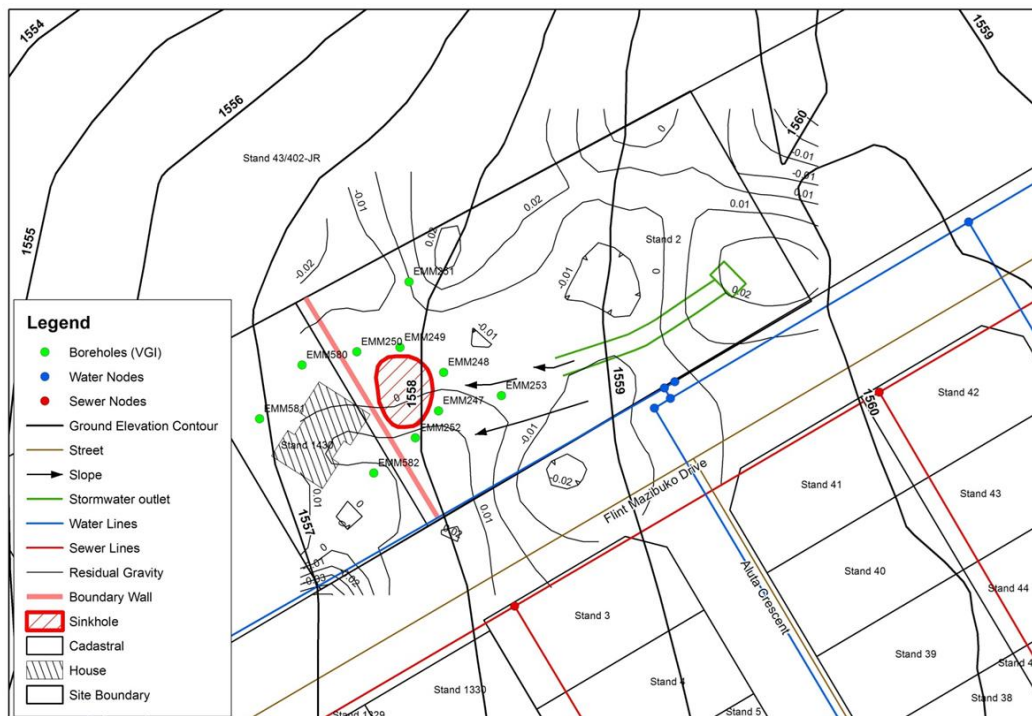 1554
1559
1556
1560
Stand 43/402-JR
0
-0.01
-0.01
0.01
-0.01
0.02
0.01
0.02
1555
-0.02
0.02
Stand 2
0
-0.01
EMM251
0.02
Legend
Boreholes (VGI)
Water Nodes
Sewer Nodes
Ground Elevation Contour
Street
Slope
Stormwater outlet
Water Lines
Sewer Lines
Residual Gravity
Boundary Wall
Sinkhole
Cadastral
House
Site Boundary
-0.01
EMM249
EMM250
EMM580
EMM248
1558
0
EMM253
1559
EMM247
EMM581
EMM252
Stand 1430
-0.01
EMM582
-0.02
0.01
0
0.01
1557
0
Flint Mazibuko Drive
Aluta Crescent
1560
Stand 42
Stand 41
Stand 43
Stand 40
Stand 44
Stand 3
Stand 39
Stand 4
Stand 38
Stand 5
Stand 1330
Stand 1329